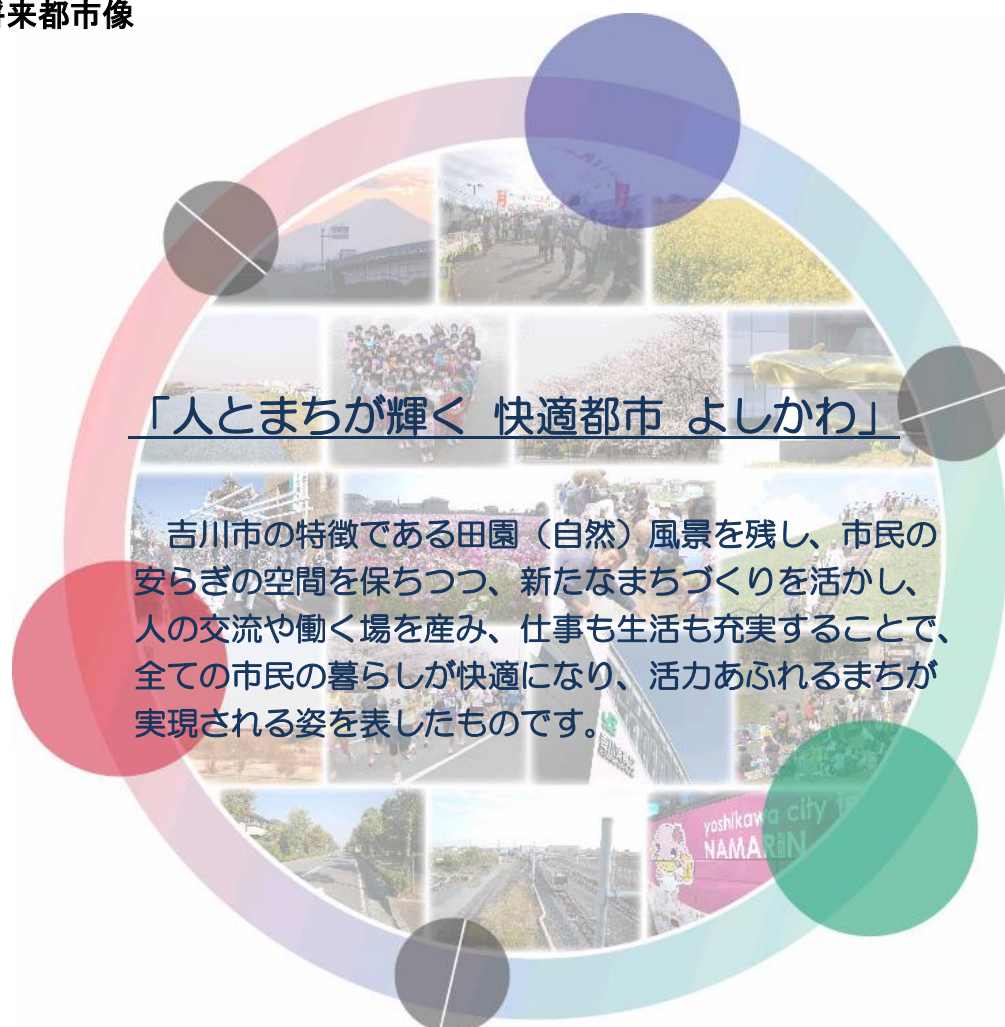 将来都市像
「人とまちが輝く 快適都市 よしかわ」
吉川市の特徴である田園（自然）風景を残し、市民の
安らぎの空間を保ちつつ、新たなまちづくりを活かし、
人の交流や働く場を産み、仕事も生活も充実することで、
全ての市民の暮らしが快適になり、活力あふれるまちが
実現される姿を表したものです。
yoshikawa city
NAMARIN